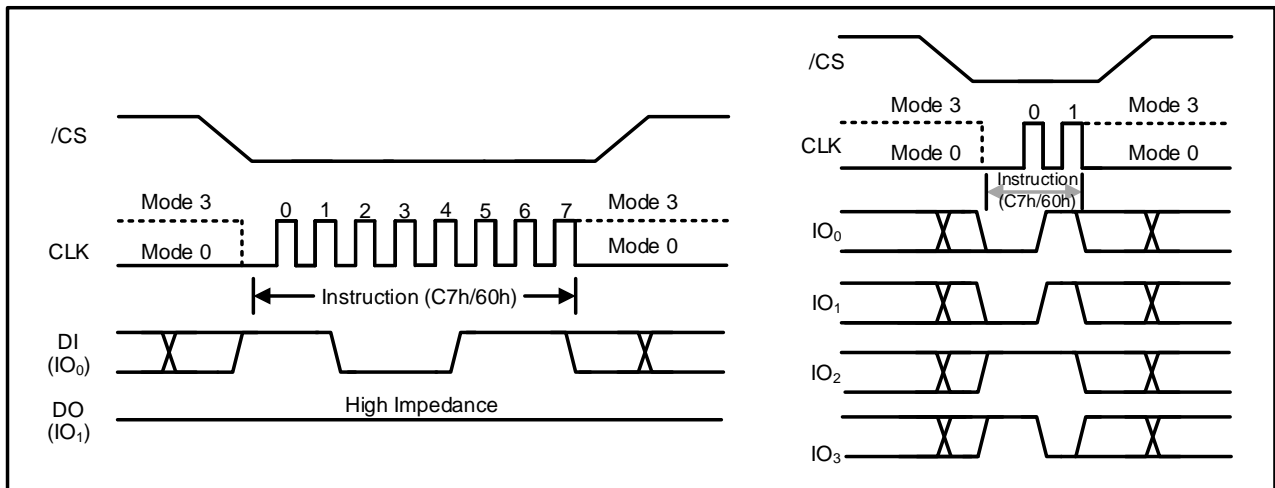 /CS
Mode 3
0 1 2 3 4 5 6 7
Mode 3
CLK
Mode 0
Mode 0
Instruction (C7h/60h)
DI
(IO₀)
High Impedance
DO
(IO₁)
/CS
Mode 3
0 1
Mode 3
CLK
Mode 0
Mode 0
Instruction
(C7h/60h)
IO₀
IO₁
IO₂
IO₃